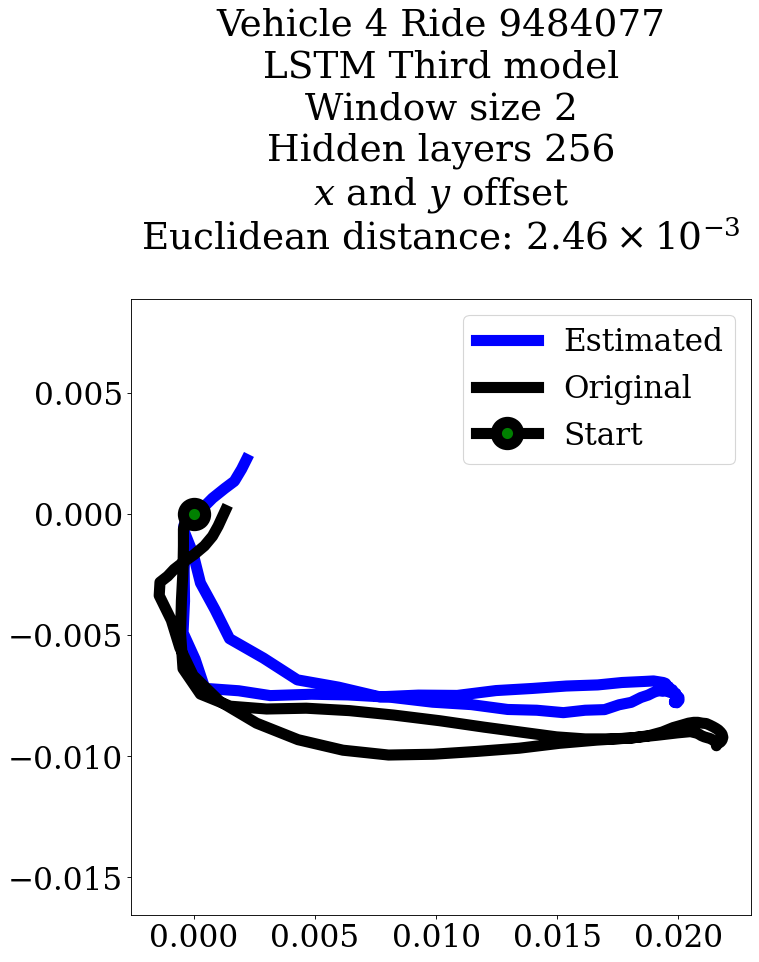 Vehicle 4 Ride 9484077
LSTM Third model
Window size 2
Hidden layers 256
x and y offset
Euclidean distance: 2.46 × 10⁻³
Estimated
Original
Start
0.005
0.000
−0.005
−0.010
−0.015
0.000 0.005 0.010 0.015 0.020